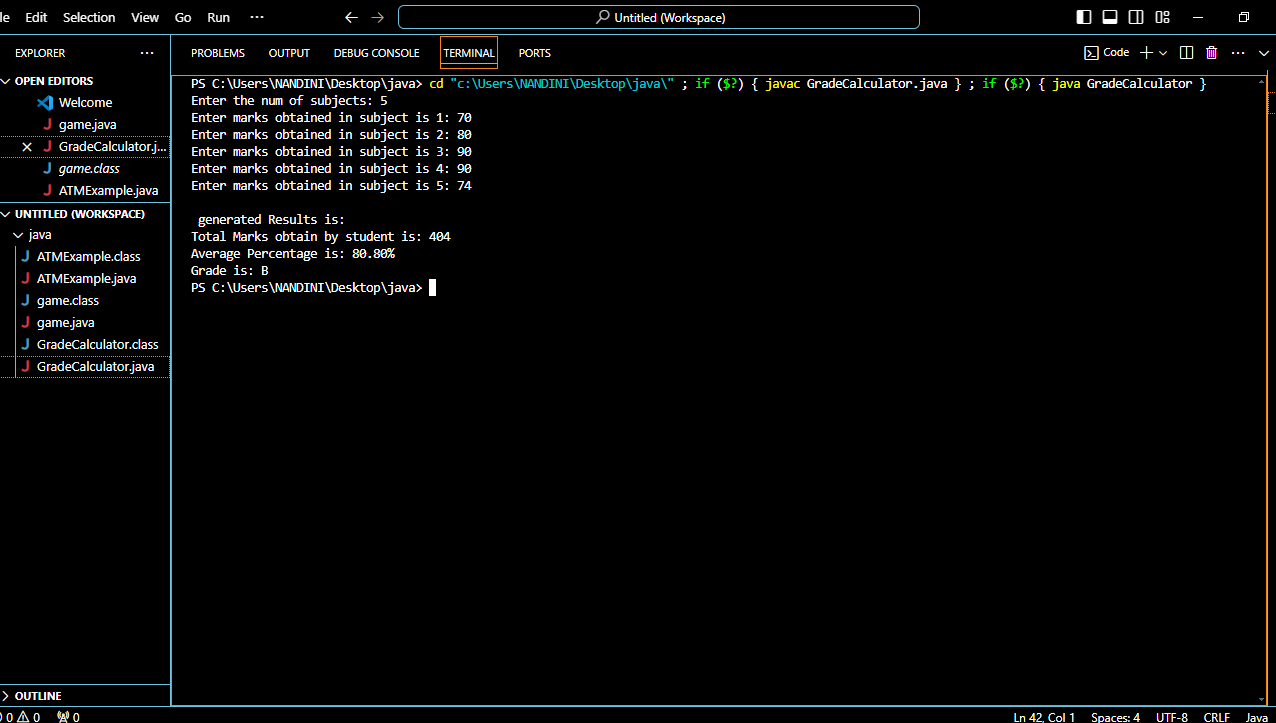 le Edit Selection View Go Run ... Untitled (Workspace)
EXPLORER ...
OPEN EDITORS
Welcome
game.java
GradeCalculator.j...
game.class
ATMExample.java
UNTITLED (WORKSPACE)
java
ATMExample.class
ATMExample.java
game.class
game.java
GradeCalculator.class
GradeCalculator.java
OUTLINE
PROBLEMS OUTPUT DEBUG CONSOLE TERMINAL PORTS Code ...
PS C:\Users\NANDINI\Desktop\java> cd "c:\Users\NANDINI\Desktop\java\" ; if ($?) { javac GradeCalculator.java } ; if ($?) { java GradeCalculator }
Enter the num of subjects: 5
Enter marks obtained in subject is 1: 70
Enter marks obtained in subject is 2: 80
Enter marks obtained in subject is 3: 90
Enter marks obtained in subject is 4: 90
Enter marks obtained in subject is 5: 74
generated Results is:
Total Marks obtain by student is: 404
Average Percentage is: 80.80%
Grade is: B
PS C:\Users\NANDINI\Desktop\java>
0 0 0 Ln 42, Col 1 Spaces: 4 UTF-8 CRLF Java